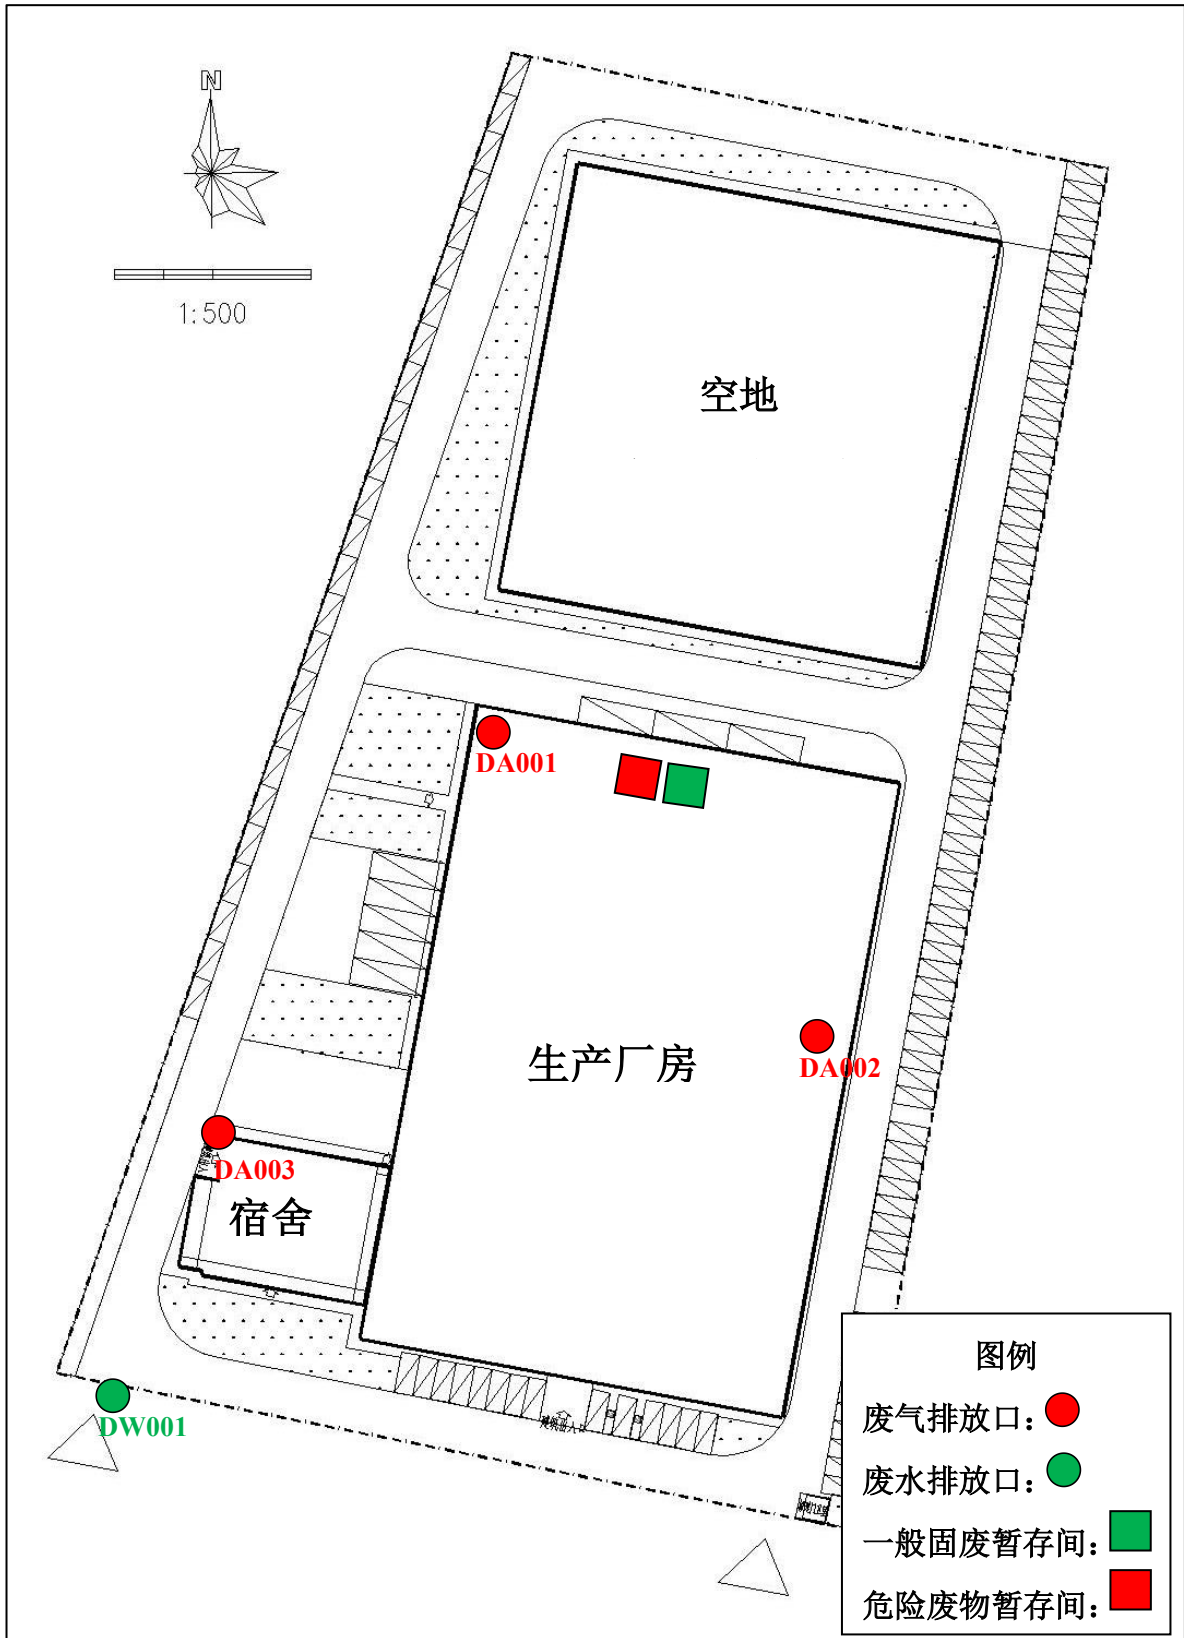 N
1:500
空地
DA001
生产厂房
DA002
DA003
宿舍
DW001
图例
废气排放口：
废水排放口：
一般固废暂存间：
危险废物暂存间：